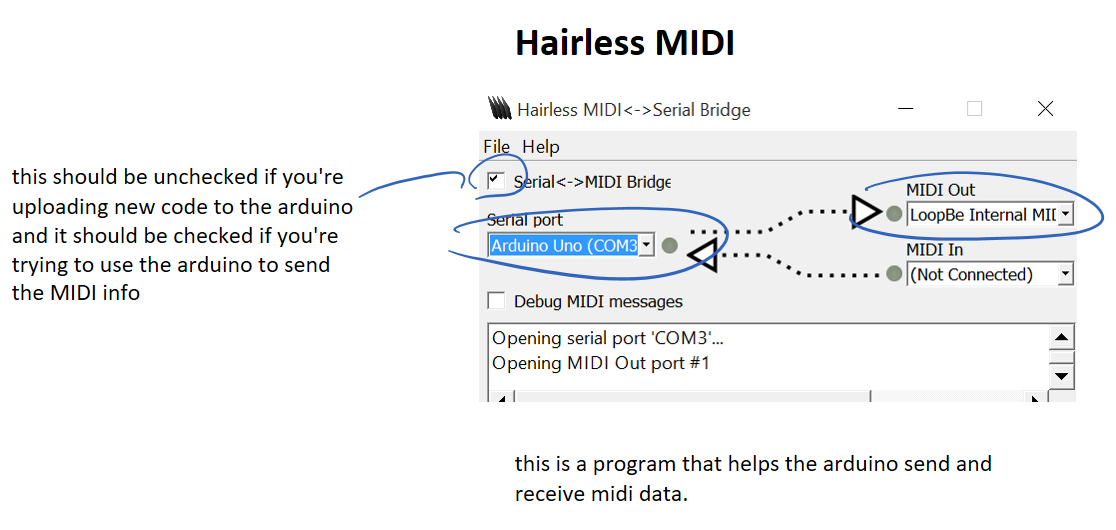 Hairless MIDI
Hairless MIDI<->Serial Bridge
File Help
this should be unchecked if you're
uploading new code to the arduino
and it should be checked if you're
trying to use the arduino to send
the MIDI info
Serial<->MIDI Bridge
Serial port
Arduino Uno (COM3
MIDI Out
LoopBe Internal MII
MIDI In
(Not Connected)
Debug MIDI messages
Opening serial port 'COM3'...
Opening MIDI Out port #1
this is a program that helps the arduino send and
receive midi data.